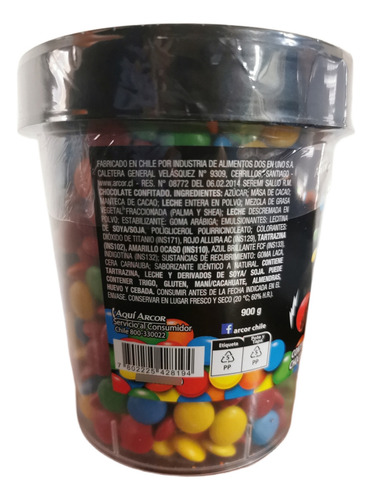 FABRICADO EN CHILE POR INDUSTRIA DE ALIMENTOS DOS EN UNO S.A.
CALETERA GENERAL VELÁSQUEZ Nº 9309, CERRILLOS, SANTIAGO -
www.arcor.cl - RES. Nº 08772 DEL 06.02.2014 SEREMI SALUD R.M.
CHOCOLATE CONFITADO. INGREDIENTES: AZÚCAR; MASA DE CACAO;
MANTECA DE CACAO; LECHE ENTERA EN POLVO; MEZCLA DE GRASA
VEGETAL FRACCIONADA (PALMA Y SHEA); LECHE DESCREMADA EN
POLVO, ESTABILIZANTE: GOMA ARÁBIGA; EMULSIONANTES: LECITINA
DE SOYA/SOJA, POLIGLICEROL POLIRRICINOLEATO; COLORANTES:
DIÓXIDO DE TITANIO (INS171), ROJO ALLURA AC (INS129), TARTRAZINA
(INS102), AMARILLO OCASO (INS110), AZUL BRILLANTE FCF (INS133),
INDIGOTINA (INS132); SUSTANCIAS DE RECUBRIMIENTO: GOMA LACA,
CERA CARNAUBA; SABORIZANTE IDÉNTICO A NATURAL. CONTIENE
TARTRAZINA, LECHE Y DERIVADOS DE SOYA/ SOJA. PUEDE
CONTENER TRIGO, GLUTEN, MANÍ/CACAHUATE, ALMENDRAS,
HUEVO Y CEBADA. CONSUMIR ANTES DE LA FECHA INDICADA EN EL
ENVASE. CONSERVAR EN LUGAR FRESCO Y SECO (20 °C; 60% H.R.).
900 g
Aquí Arcor
Servicio al Consumidor
Chile 800 330022
f arcor chile
Etiqueta
PP
5
PP
7 802223 428194